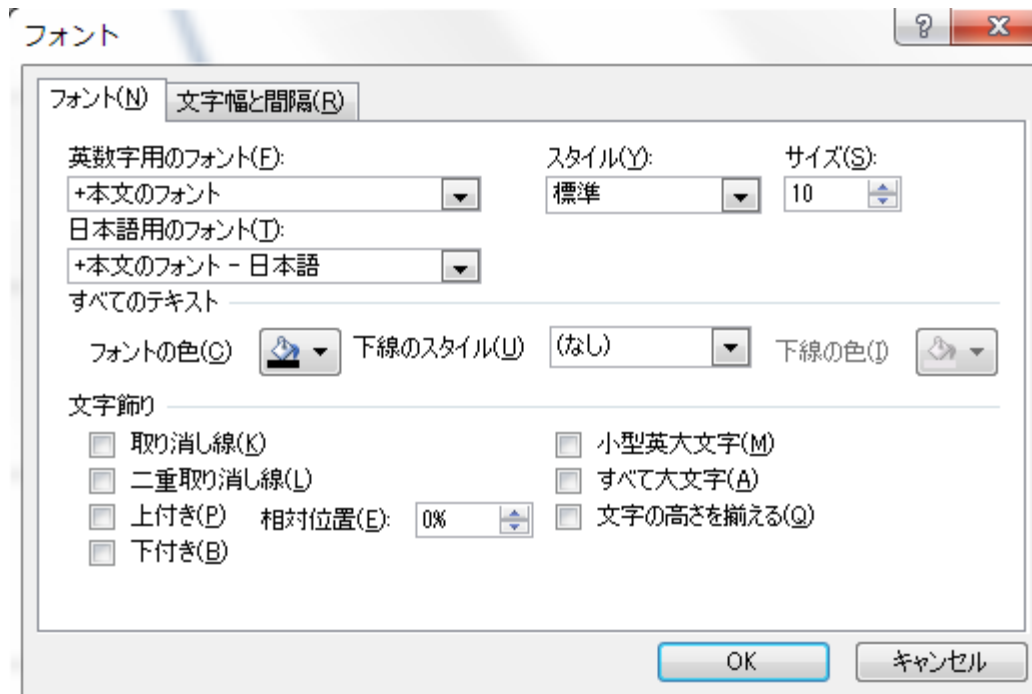 フォント
フォント(N) 文字幅と間隔(R)
英数字用のフォント(F): スタイル(Y): サイズ(S):
+本文のフォント 標準 10
日本語用のフォント(T):
+本文のフォント - 日本語
すべてのテキスト
フォントの色(C) 下線のスタイル(U) (なし) 下線の色(I)
文字飾り
取り消し線(K) 小型英大文字(M)
二重取り消し線(L) すべて大文字(A)
上付き(P) 相対位置(E): 0% 文字の高さを揃える(Q)
下付き(B)
OK キャンセル